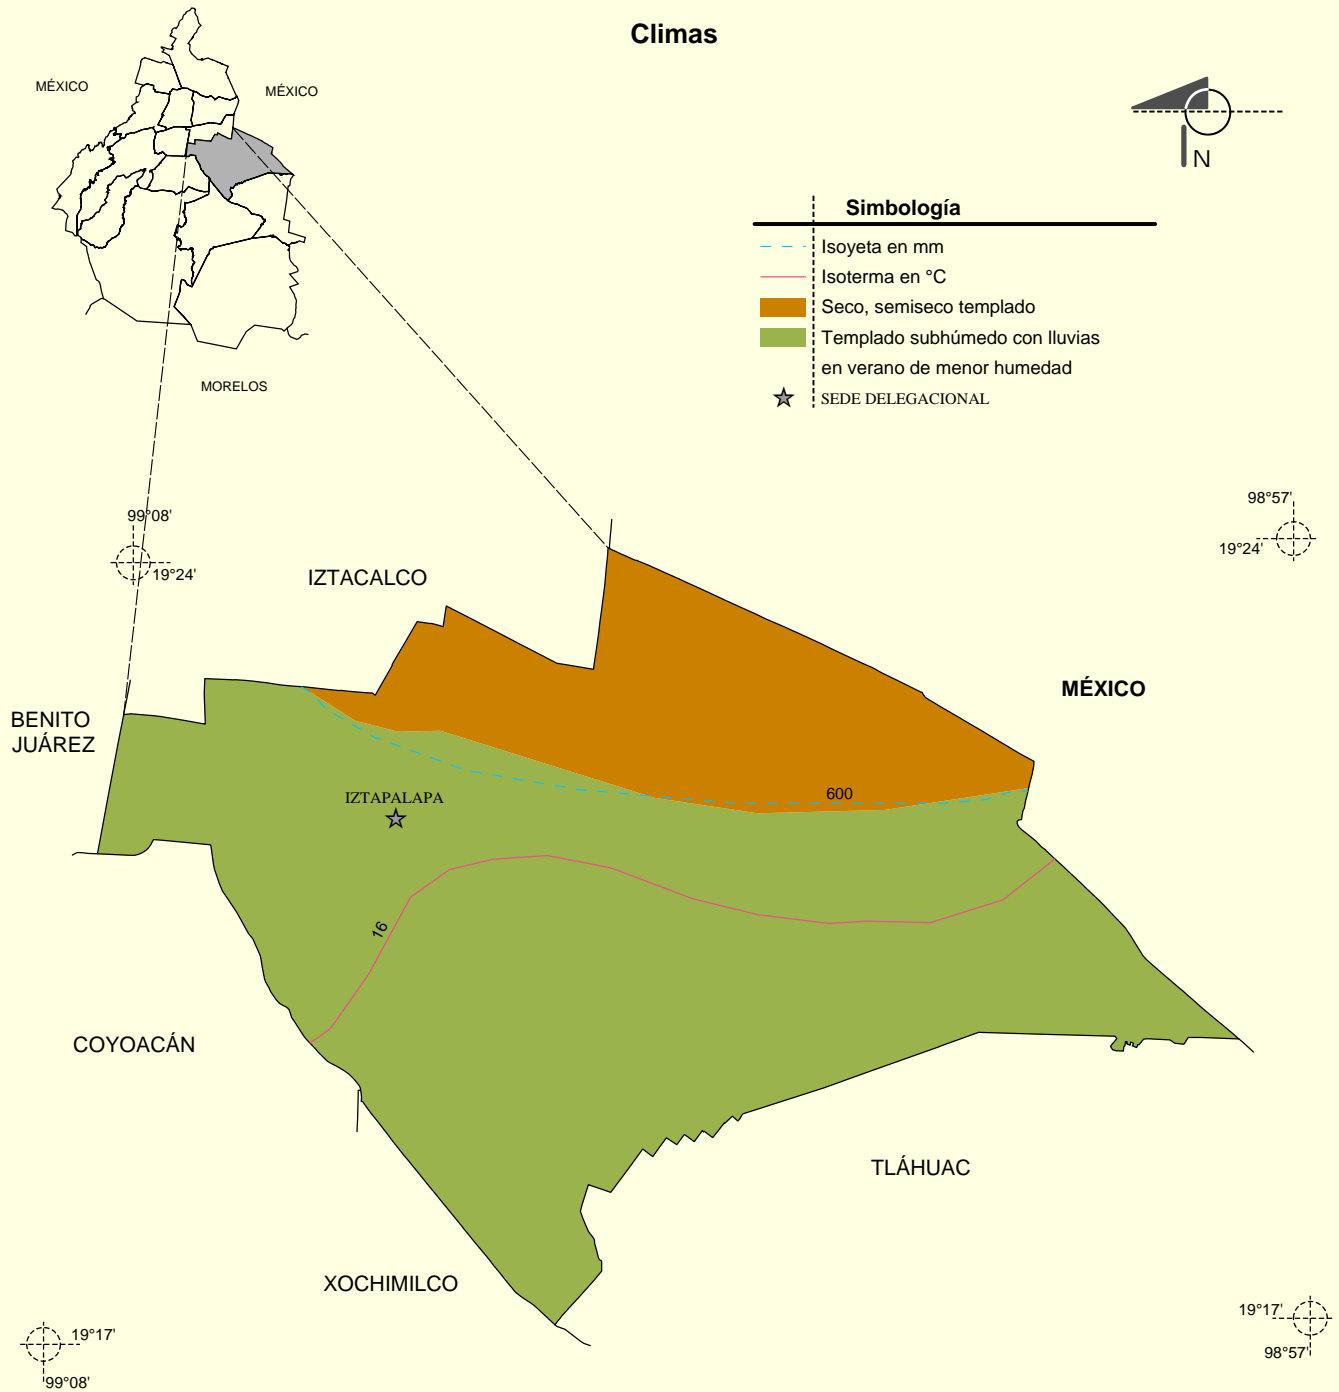 Climas
MÉXICO
MÉXICO
MORELOS
N
Simbología
Isoyeta en mm
Isoterma en °C
Seco, semiseco templado
Templado subhúmedo con lluvias
en verano de menor humedad
SEDE DELEGACIONAL
99°08'
19°24'
98°57'
19°24'
IZTACALCO
MÉXICO
BENITO
JUÁREZ
IZTAPALAPA
600
16
COYOACÁN
TLÁHUAC
XOCHIMILCO
19°17'
99°08'
19°17'
98°57'